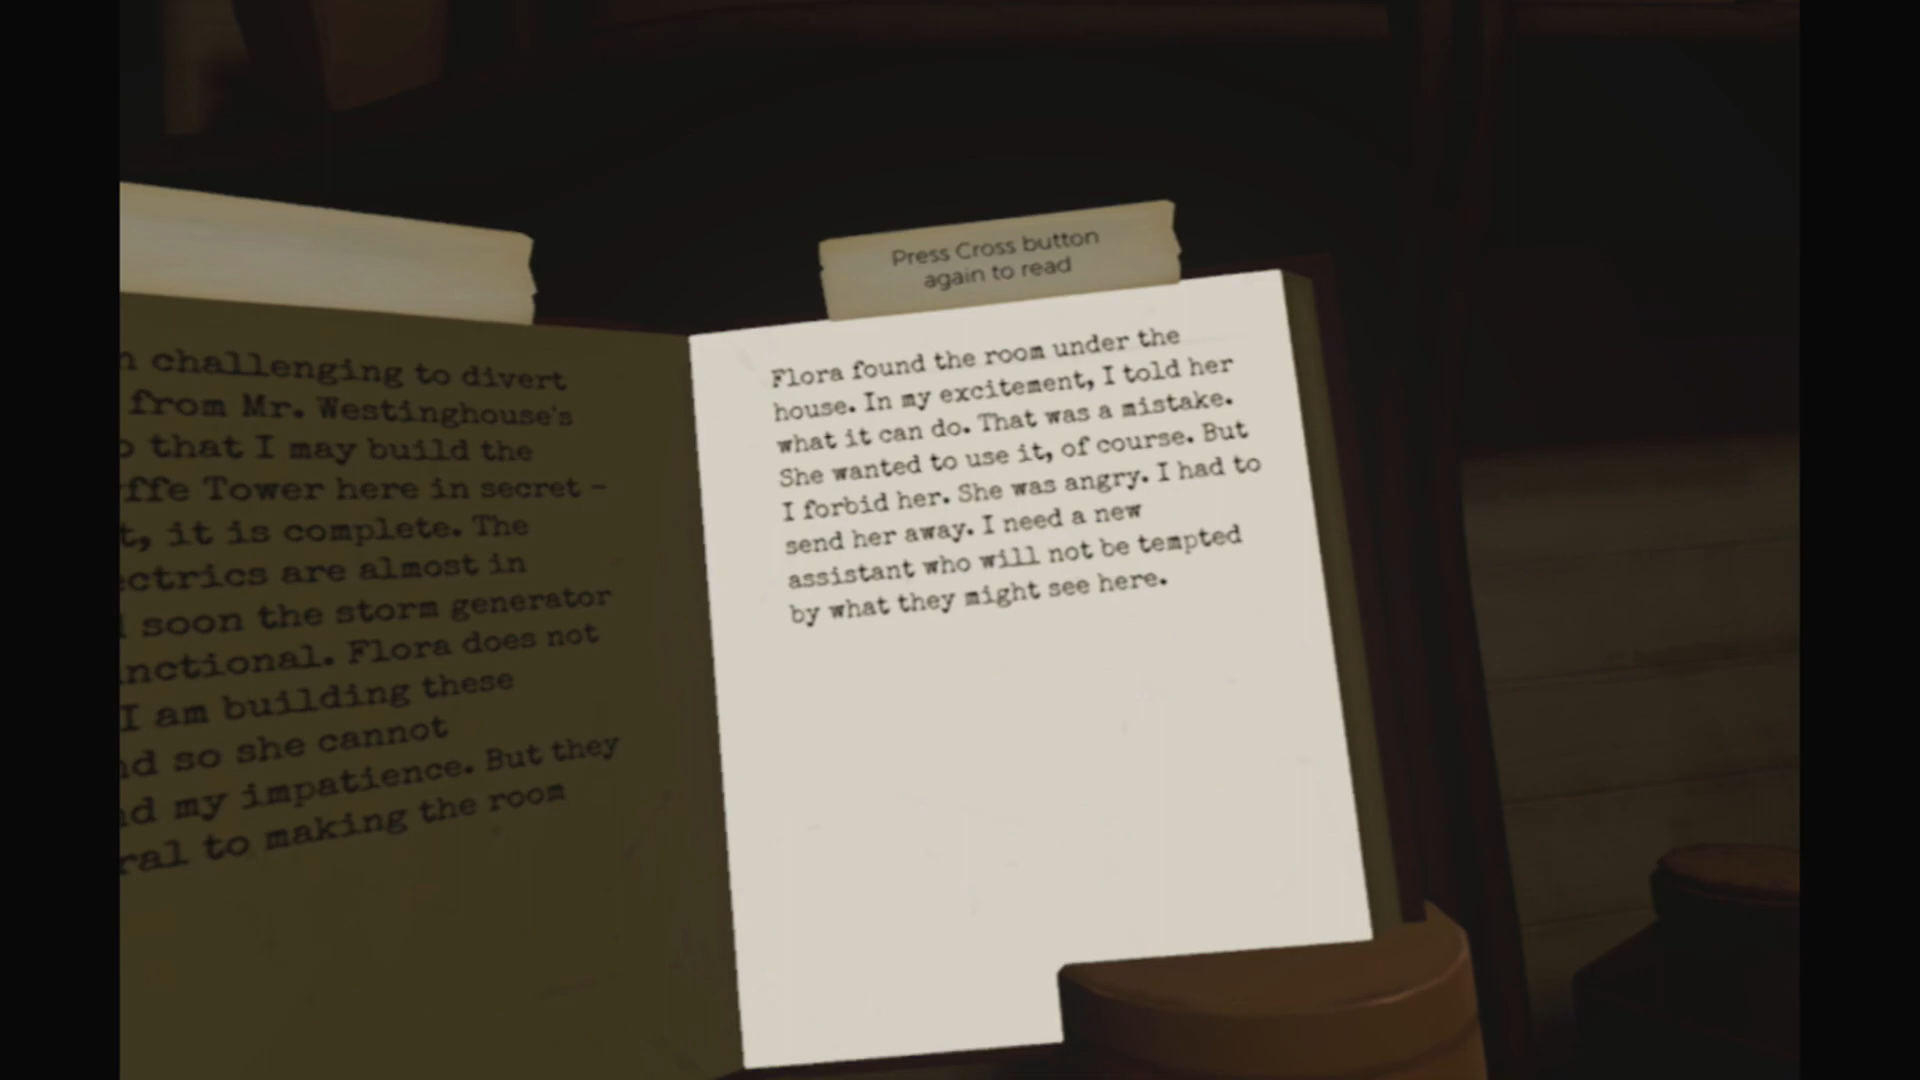 challenging to divert
from Mr. Westinghouse's
that I may build the
Tower here in secret –
it is complete. The
are almost in
soon the storm generator
Flora does not
I am building these
so she cannot
my impatience. But they
to making the room
Press Cross button
again to read
Flora found the room under the
house. In my excitement, I told her
what it can do. That was a mistake.
She wanted to use it, of course. But
I forbid her. She was angry. I had to
send her away. I need a new
assistant who will not be tempted
by what they might see here.